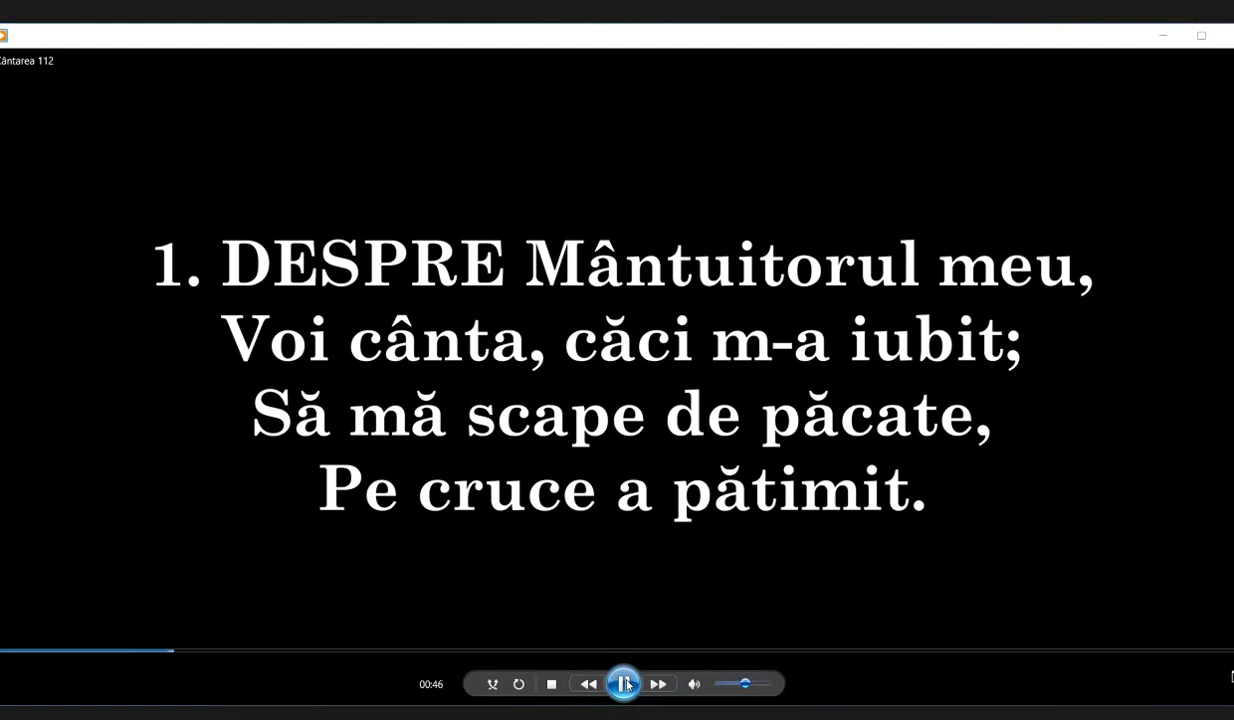 Cântarea 112
1. DESPRE Mântuitorul meu,
Voi cânta, căci m-a iubit;
Să mă scape de păcate,
Pe cruce a pătimit.
00:46